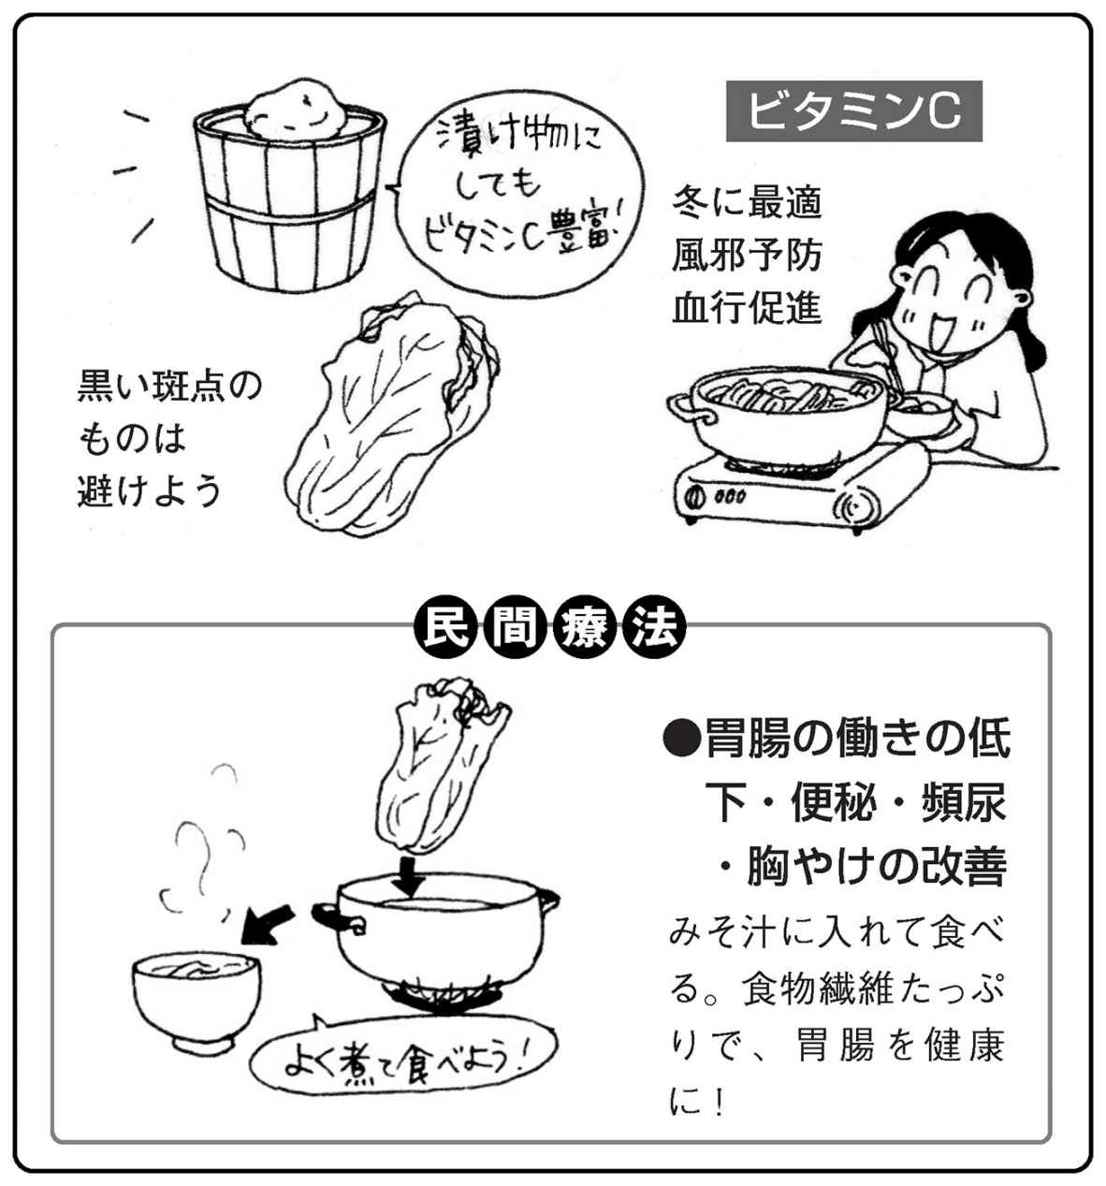 漬け物に
しても
ビタミンC豊富!
ビタミンC
冬に最適
風邪予防
血行促進
黒い斑点の
ものは
避けよう
民間療法
●胃腸の働きの低
下・便秘・頻尿
・胸やけの改善
みそ汁に入れて食べ
る。食物繊維たっぷ
りで、胃腸を健康
に!
よく煮て食べよう!